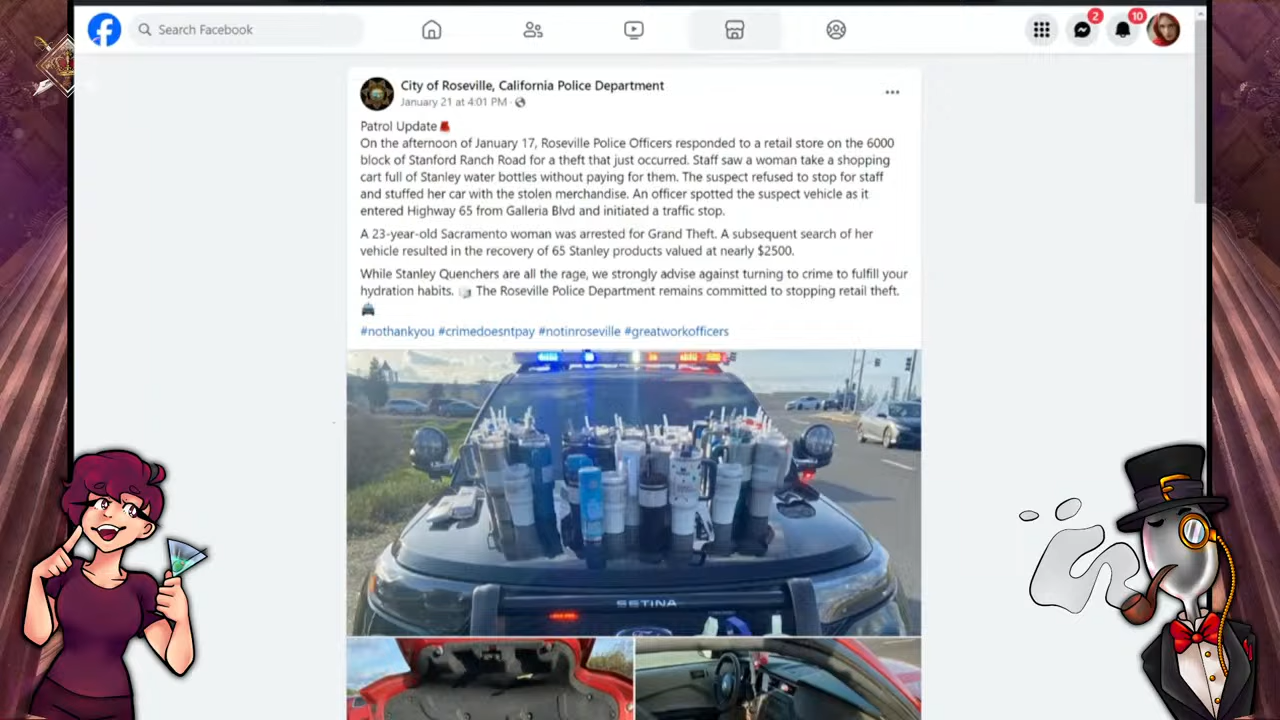 Search Facebook
2
10
City of Roseville, California Police Department
January 21 at 4:01 PM ·
Patrol Update
On the afternoon of January 17, Roseville Police Officers responded to a retail store on the 6000
block of Stanford Ranch Road for a theft that just occurred. Staff saw a woman take a shopping
cart full of Stanley water bottles without paying for them. The suspect refused to stop for staff
and stuffed her car with the stolen merchandise. An officer spotted the suspect vehicle as it
entered Highway 65 from Galleria Blvd and initiated a traffic stop.
A 23-year-old Sacramento woman was arrested for Grand Theft. A subsequent search of her
vehicle resulted in the recovery of 65 Stanley products valued at nearly $2500.
While Stanley Quenchers are all the rage, we strongly advise against turning to crime to fulfill your
hydration habits. The Roseville Police Department remains committed to stopping retail theft.
#nothankyou #crimedoesntpay #notinroseville #greatworkofficers
SETINA